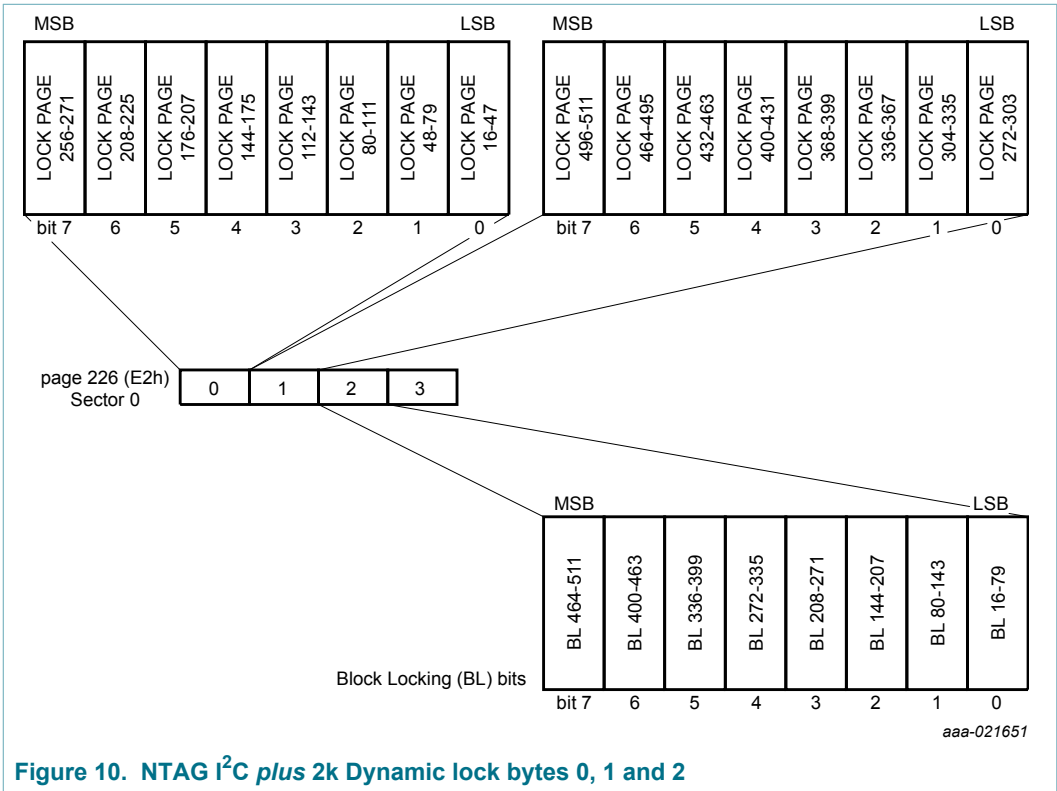 MSB LSB MSB LSB
LOCK PAGE 256-271
LOCK PAGE 208-225
LOCK PAGE 176-207
LOCK PAGE 144-175
LOCK PAGE 112-143
LOCK PAGE 80-111
LOCK PAGE 48-79
LOCK PAGE 16-47
LOCK PAGE 496-511
LOCK PAGE 464-495
LOCK PAGE 432-463
LOCK PAGE 400-431
LOCK PAGE 368-399
LOCK PAGE 336-367
LOCK PAGE 304-335
LOCK PAGE 272-303
bit 7 6 5 4 3 2 1 0 bit 7 6 5 4 3 2 1 0
page 226 (E2h)
Sector 0
0 1 2 3
MSB LSB
BL 464-511
BL 400-463
BL 336-399
BL 272-335
BL 208-271
BL 144-207
BL 80-143
BL 16-79
Block Locking (BL) bits
bit 7 6 5 4 3 2 1 0
aaa-021651
Figure 10. NTAG I²C plus 2k Dynamic lock bytes 0, 1 and 2